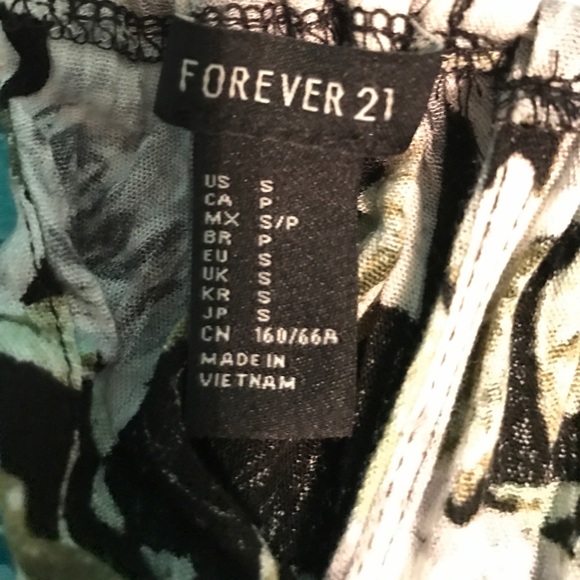 FOREVER 21
US S
CA P
MX S/P
BR P
EU S
UK S
KR S
JP S
CN 160/66A
MADE IN
VIETNAM